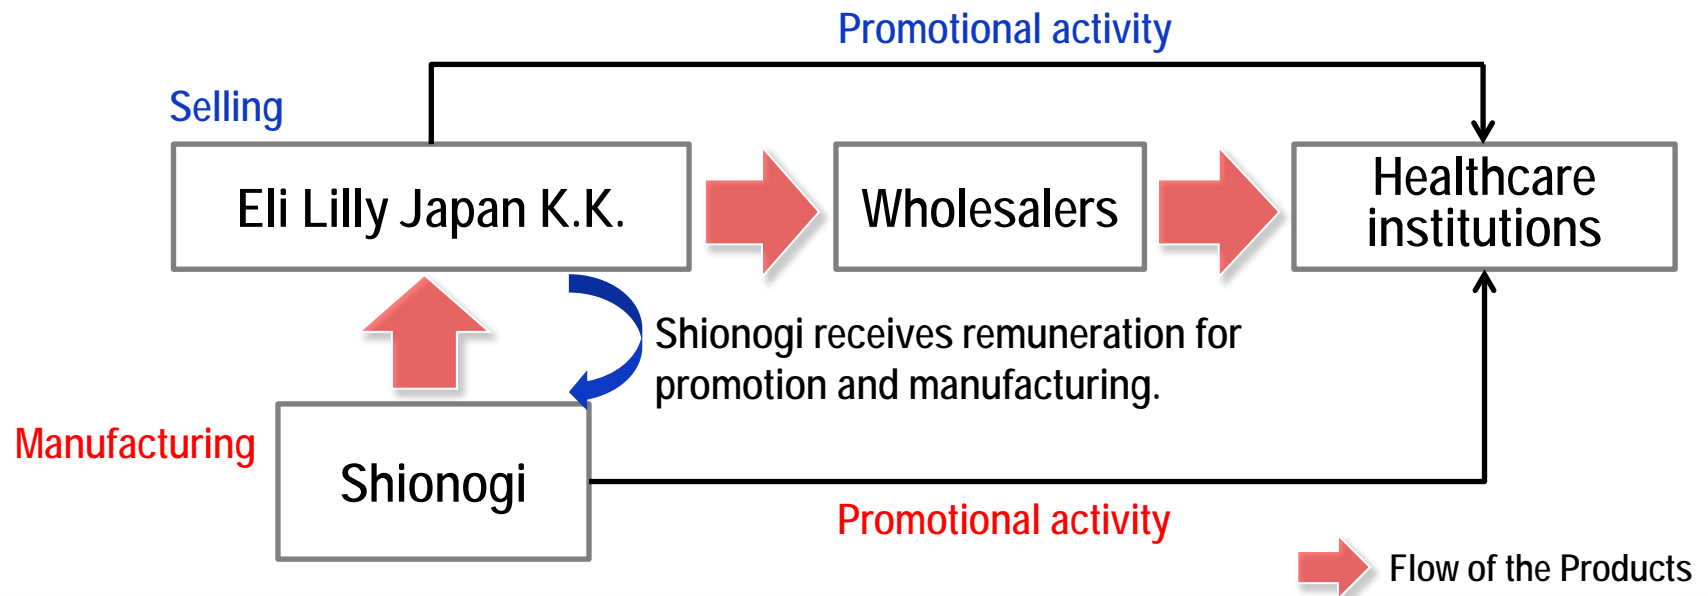 Promotional activity
Selling
Eli Lilly Japan K.K.
Wholesalers
Healthcare
institutions
Shionogi receives remuneration for
promotion and manufacturing.
Manufacturing
Shionogi
Promotional activity
Flow of the Products